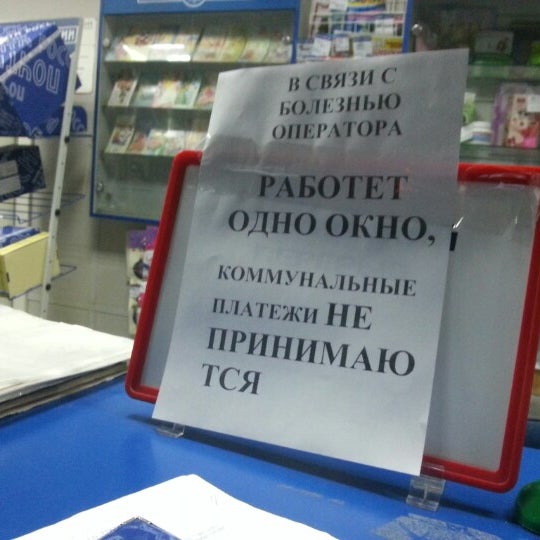 В СВЯЗИ С
БОЛЕЗНЬЮ
ОПЕРАТОРА
РАБОТЕТ
ОДНО ОКНО,
КОММУНАЛЬНЫЕ
ПЛАТЕЖИ НЕ
ПРИНИМАЮ
ТСЯ